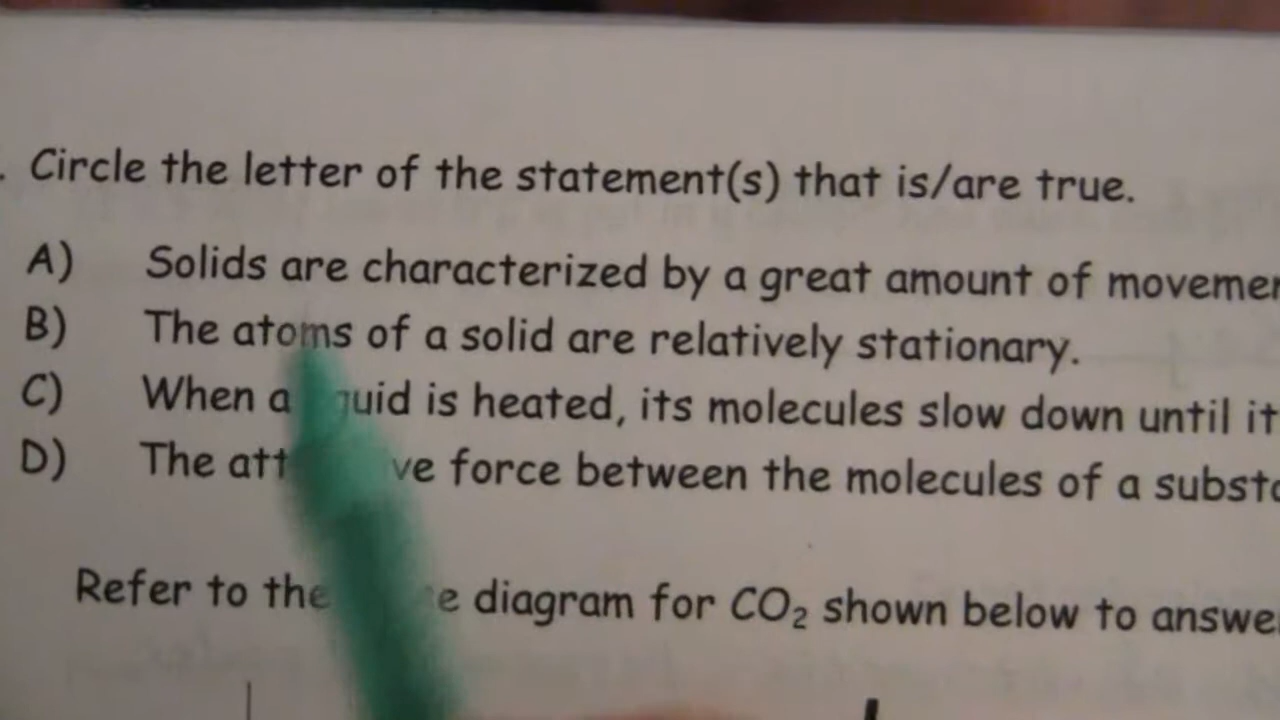 . Circle the letter of the statement(s) that is/are true.
A) Solids are characterized by a great amount of
B) The atoms of a solid are relatively stationary.
C) When a is heated, its molecules slow down until it
D) The force between the molecules of a
Refer to the diagram for CO₂ shown below to